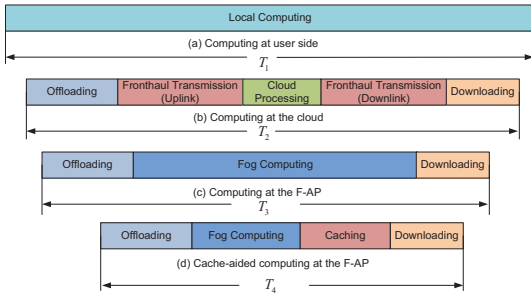 Local Computing
(a) Computing at user side
T1
Offloading
Fronthaul Transmission
(Uplink)
Cloud
Processing
Fronthaul Transmission
(Downlink)
Downloading
(b) Computing at the cloud
T2
Offloading
Fog Computing
Downloading
(c) Computing at the F-AP
T3
Offloading
Fog Computing
Caching
Downloading
(d) Cache-aided computing at the F-AP
T4